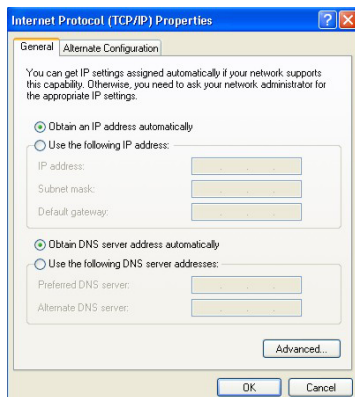 Internet Protocol (TCP/IP) Properties
General
Alternate Configuration
You can get IP settings assigned automatically if your network supports
this capability. Otherwise, you need to ask your network administrator for
the appropriate IP settings.
Obtain an IP address automatically
Use the following IP address:
IP address:
Subnet mask:
Default gateway:
Obtain DNS server address automatically
Use the following DNS server addresses:
Preferred DNS server:
Alternate DNS server:
Advanced...
OK
Cancel